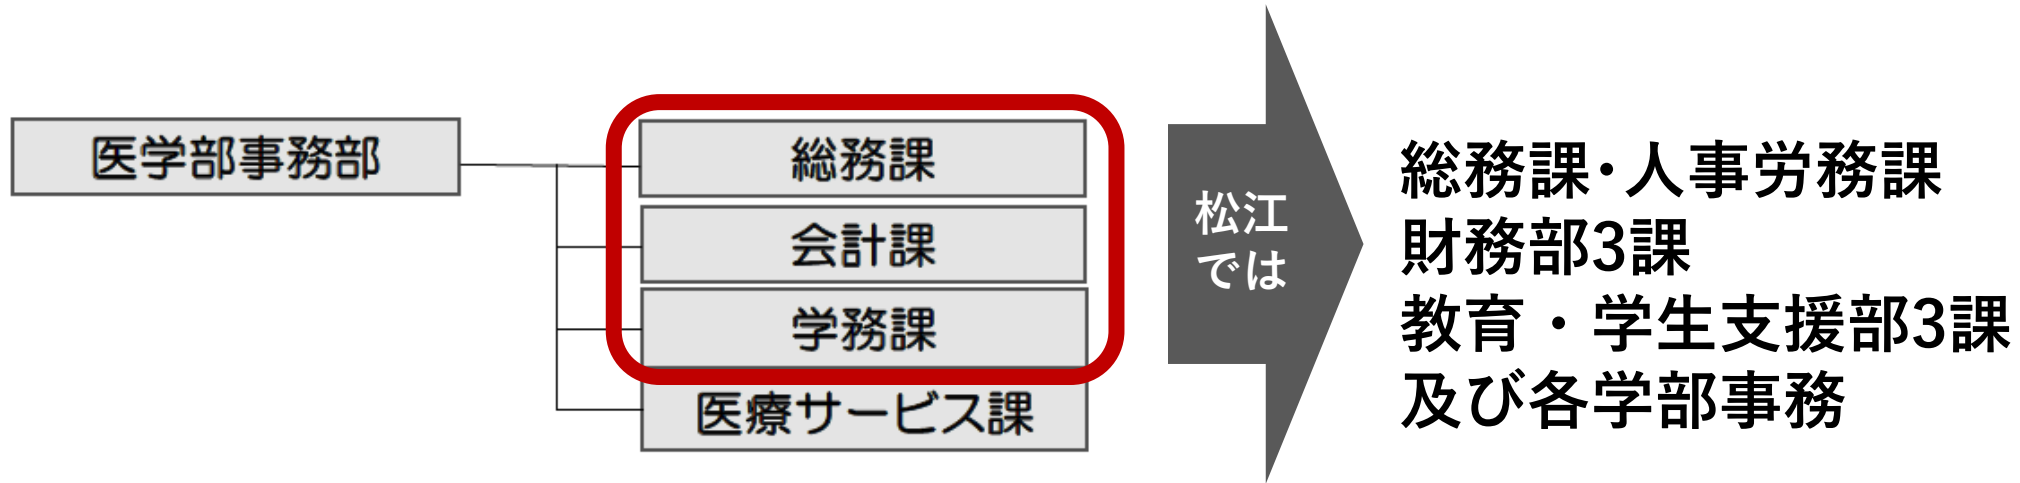 医学部事務部
総務課
会計課
学務課
医療サービス課
松江
では
総務課･人事労務課
財務部3課
教育・学生支援部3課
及び各学部事務